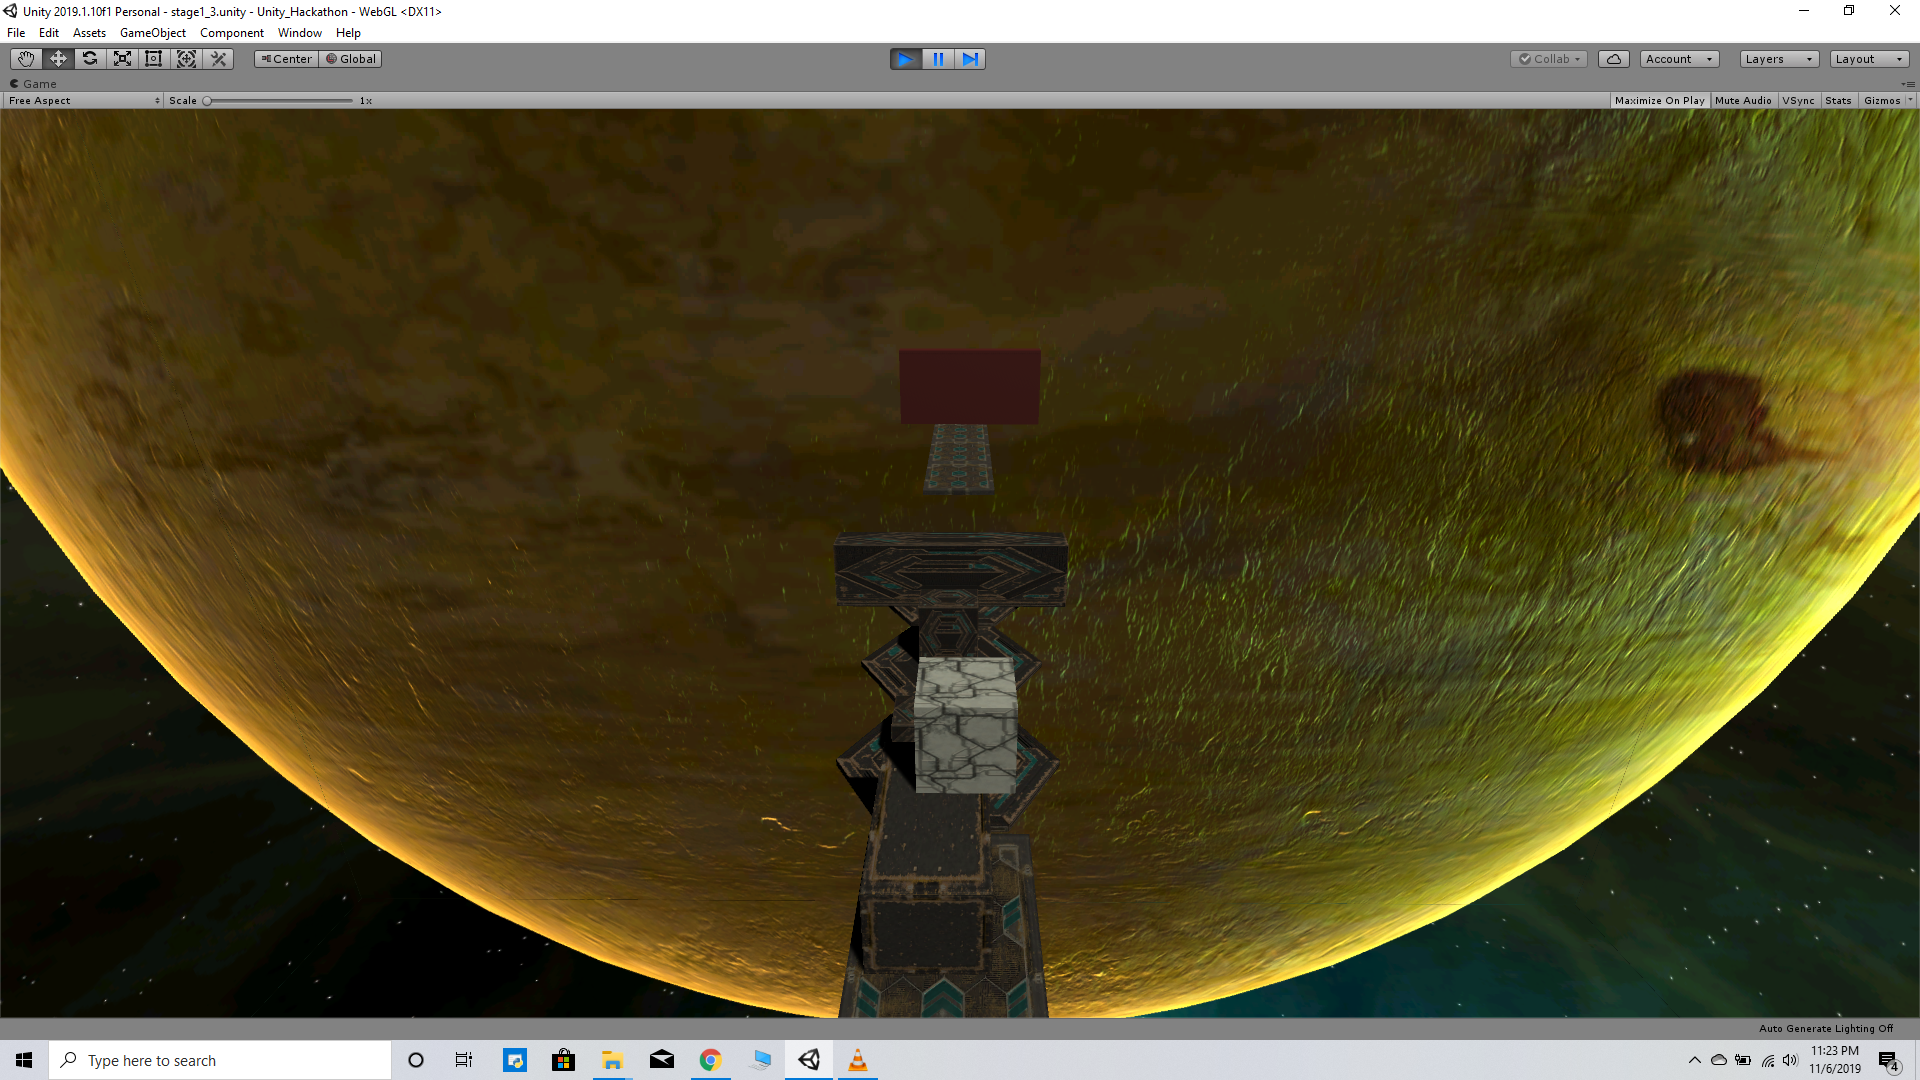 Unity 2019.1.10f1 Personal - stage1_3.unity - Unity_Hackathon - WebGL <DX11>
File Edit Assets GameObject Component Window Help
Center Global Collab Account Layers Layout
Game
Free Aspect Scale 1x Maximize On Play Mute Audio VSync Stats Gizmos
Auto Generate Lighting Off
Type here to search
11:23 PM
11/6/2019
4